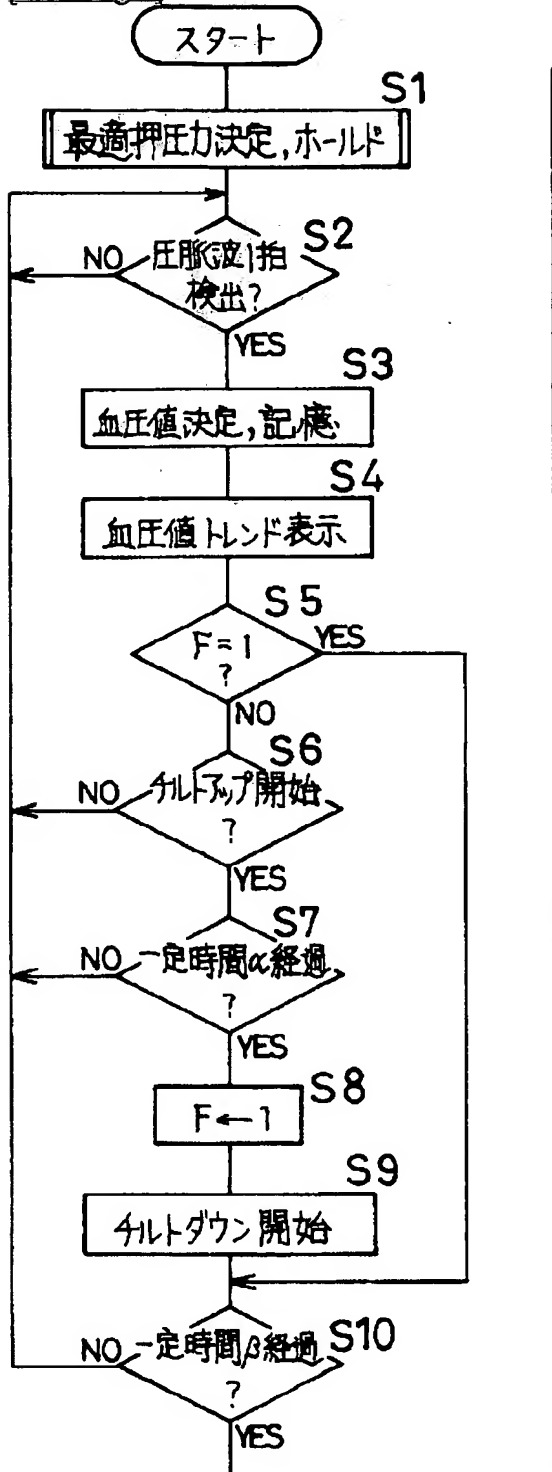 スタート
S1
最適押圧力決定,ホールド
S2
圧脈波1拍
検出?
NO
YES
S3
血圧値決定,記憶
S4
血圧値トレンド表示
S5
F=1
?
YES
NO
S6
チルトアップ開始
?
NO
YES
S7
一定時間α経過
?
NO
YES
S8
F←1
S9
チルトダウン開始
S10
一定時間β経過
?
NO
YES